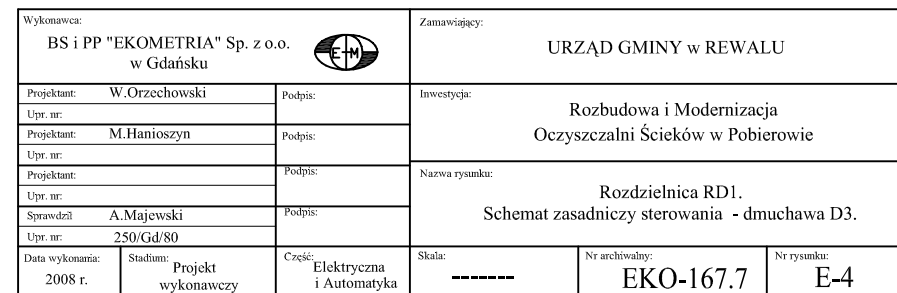 Wykonawca:
BS i PP "EKOMETRIA" Sp. z o.o.
w Gdańsku
E-M
Zamawiający:
URZĄD GMINY w REWALU
Projektant: W.Orzechowski
Podpis:
Upr. nr:
Projektant: M.Hanioszyn
Podpis:
Upr. nr:
Inwestycja:
Rozbudowa i Modernizacja
Oczyszczalni Ścieków w Pobierowie
Projektant:
Podpis:
Upr. nr:
Sprawdził A.Majewski
Podpis:
Upr. nr: 250/Gd/80
Nazwa rysunku:
Rozdzielnica RD1.
Schemat zasadniczy sterowania - dmuchawa D3.
Data wykonania:
2008 r.
Stadium:
Projekt
wykonawczy
Część:
Elektryczna
i Automatyka
Skala:
-------
Nr archiwalny:
EKO-167.7
Nr rysunku:
E-4